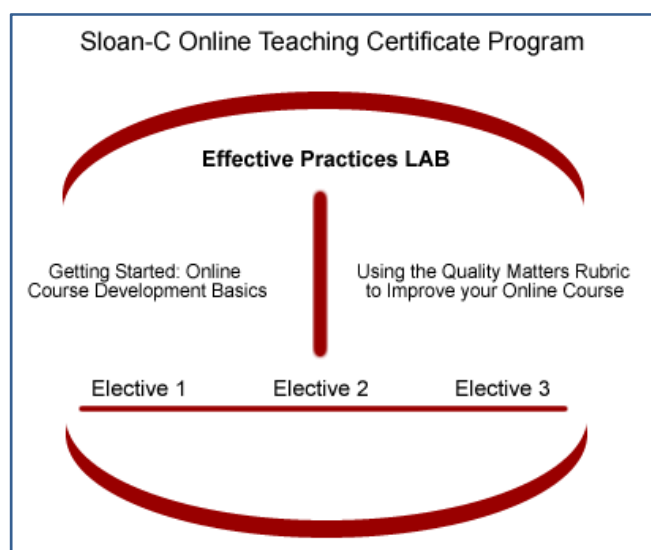 Sloan-C Online Teaching Certificate Program
Effective Practices LAB
Getting Started: Online
Course Development Basics
Using the Quality Matters Rubric
to Improve your Online Course
Elective 1
Elective 2
Elective 3